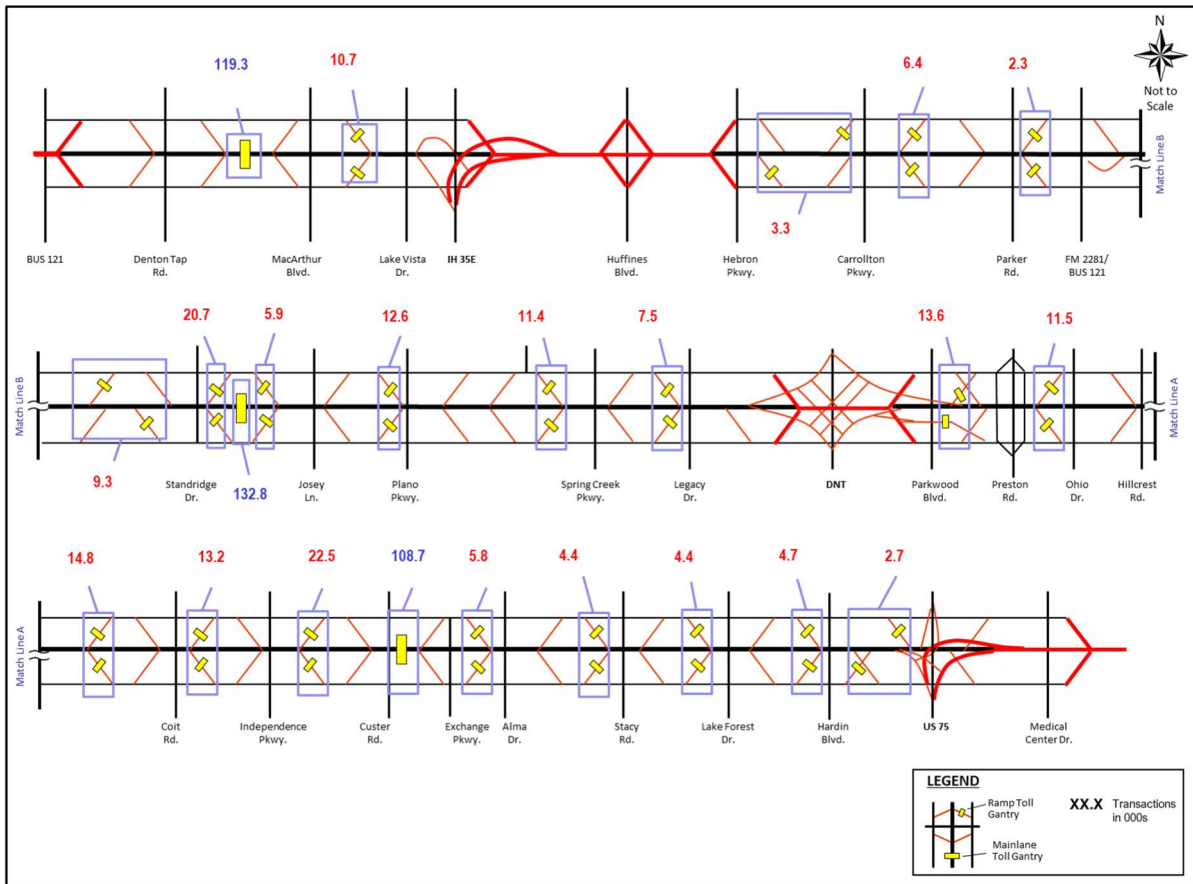 N
Not to
Scale
119.3
10.7
6.4
2.3
3.3
Match Line B
BUS 121
Denton Tap
Rd.
MacArthur
Blvd.
Lake Vista
Dr.
IH 35E
Huffines
Blvd.
Hebron
Pkwy.
Carrollton
Pkwy.
Parker
Rd.
FM 2281/
BUS 121
20.7
5.9
12.6
11.4
7.5
13.6
11.5
Match Line B
Match Line A
9.3
132.8
Standridge
Dr.
Josey
Ln.
Plano
Pkwy.
Spring Creek
Pkwy.
Legacy
Dr.
DNT
Parkwood
Blvd.
Preston
Rd.
Ohio
Dr.
Hillcrest
Rd.
14.8
13.2
22.5
108.7
5.8
4.4
4.4
4.7
2.7
Match Line A
Coit
Rd.
Independence
Pkwy.
Custer
Rd.
Exchange
Pkwy.
Alma
Dr.
Stacy
Rd.
Lake Forest
Dr.
Hardin
Blvd.
US 75
Medical
Center Dr.
LEGEND
Ramp Toll
Gantry
Mainlane
Toll Gantry
XX.X Transactions
in 000s